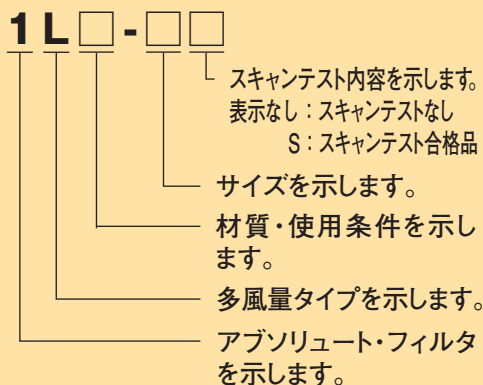 1L□-□□
スキャンテスト内容を示します。
表示なし：スキャンテストなし
S：スキャンテスト合格品
サイズを示します。
材質・使用条件を示し
ます。
多風量タイプを示します。
アブソリュート・フィルタ
を示します。